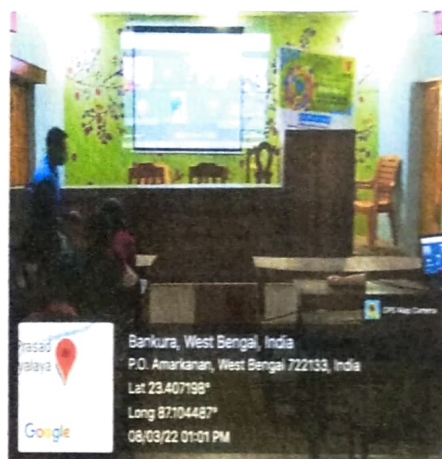 GPS Map Camera
Prasad
yalaya
Google
Bankura, West Bengal, India
P.O. Amarkanan, West Bengal 722133, India
Lat 23.407198°
Long 87.104487°
08/03/22 01:01 PM